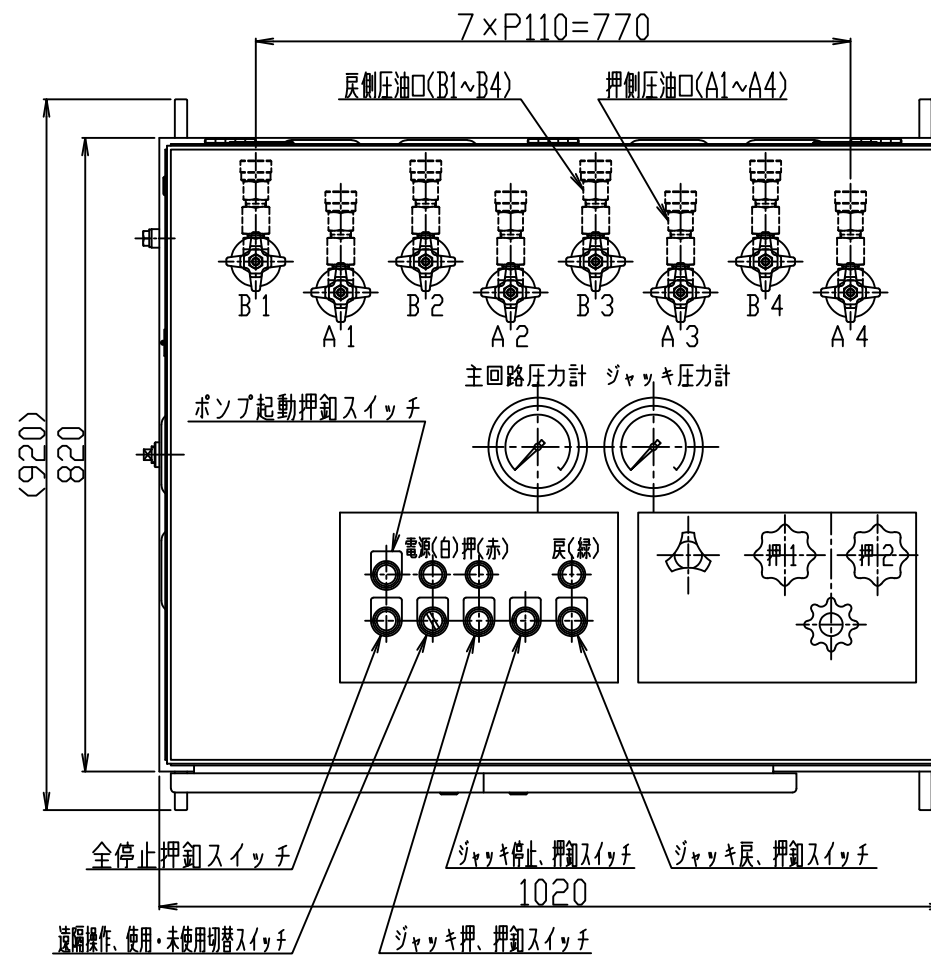 7×P110=770
戻側圧油口(B1~B4)
押側圧油口(A1~A4)
B1
B2
B3
B4
A1
A2
A3
A4
主回路圧力計
ジャッキ圧力計
ポンプ起動押釦スイッチ
(920)
820
電源(白)
押(赤)
戻(緑)
押1
押2
全停止押釦スイッチ
ジャッキ停止、押釦スイッチ
ジャッキ戻、押釦スイッチ
1020
遠隔操作、使用・未使用切替スイッチ
ジャッキ押、押釦スイッチ